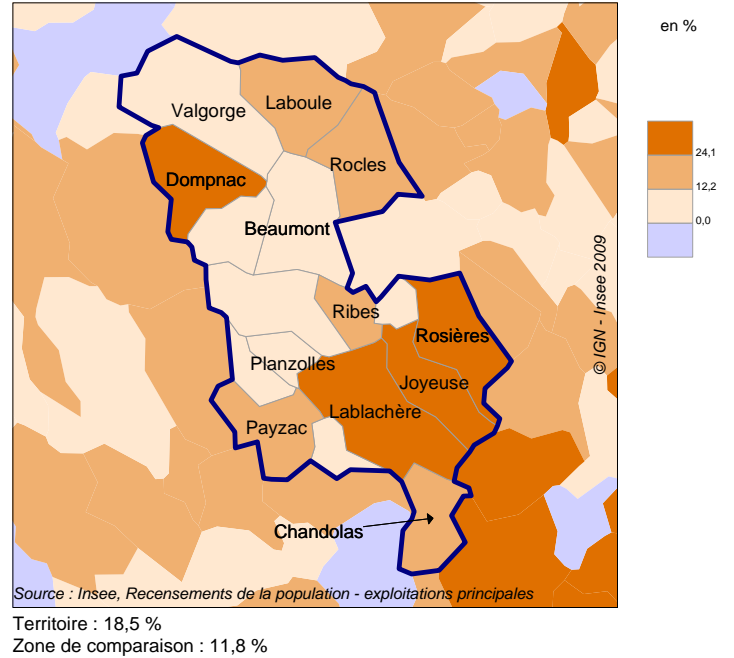 en %
24,1
12,2
0,0
Valgorge
Laboule
Rocles
Dompnac
Beaumont
Ribes
Rosières
Planzolles
Joyeuse
Lablachère
Payzac
Chandolas
© IGN - Insee 2009
Source : Insee, Recensements de la population - exploitations principales
Territoire : 18,5 %
Zone de comparaison : 11,8 %